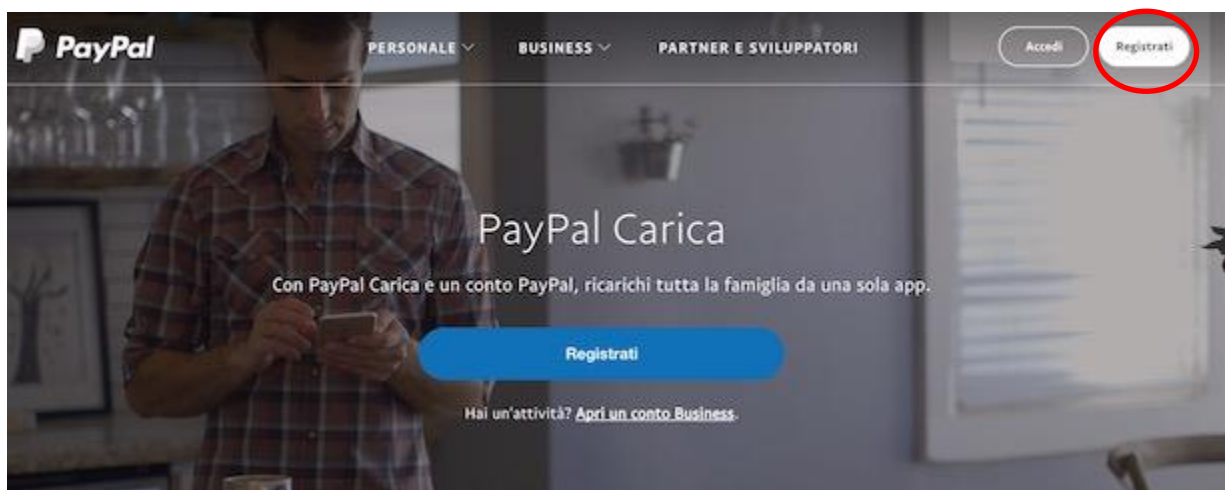 PayPal
PERSONALE BUSINESS PARTNER E SVILUPPATORI
Accedi Registrati
PayPal Carica
Con PayPal Carica e un conto PayPal, ricarichi tutta la famiglia da una sola app.
Registrati
Hai un'attività? Apri un conto Business.